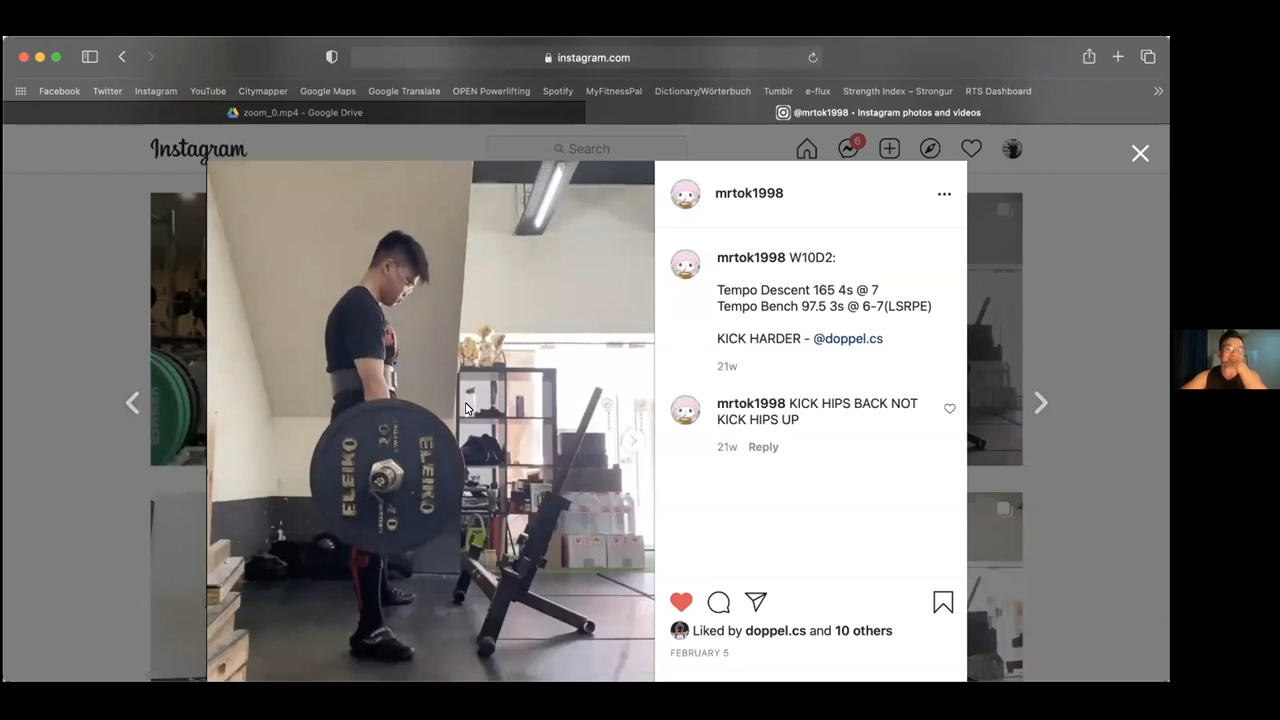 instagram.com
Facebook
Twitter
Instagram
YouTube
Citymapper
Google Maps
Google Translate
OPEN Powerlifting
Spotify
MyFitnessPal
Dictionary/Wörterbuch
Tumblr
e-flux
Strength Index – Strongur
RTS Dashboard
zoom_0.mp4 - Google Drive
@mrtok1998 • Instagram photos and videos
Instagram
Search
6
mrtok1998
mrtok1998 W10D2:
Tempo Descent 165 4s @ 7
Tempo Bench 97.5 3s @ 6-7(LSRPE)
KICK HARDER - @doppel.cs
21w
mrtok1998 KICK HIPS BACK NOT
KICK HIPS UP
21w Reply
ELEIKO
ELEIKO
20
Liked by doppel.cs and 10 others
FEBRUARY 5